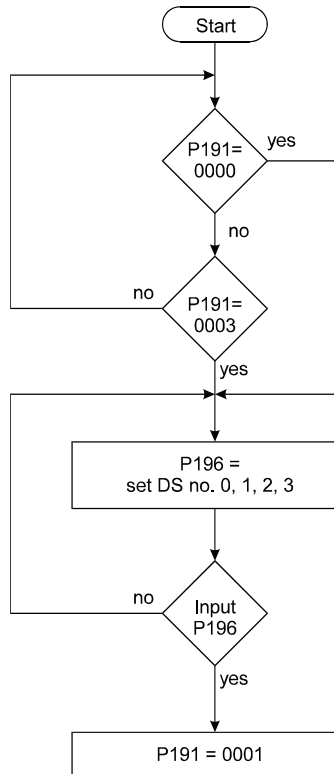 Start
P191=
0000
yes
no
P191=
0003
no
yes
P196 =
set DS no. 0, 1, 2, 3
Input
P196
no
yes
P191 = 0001